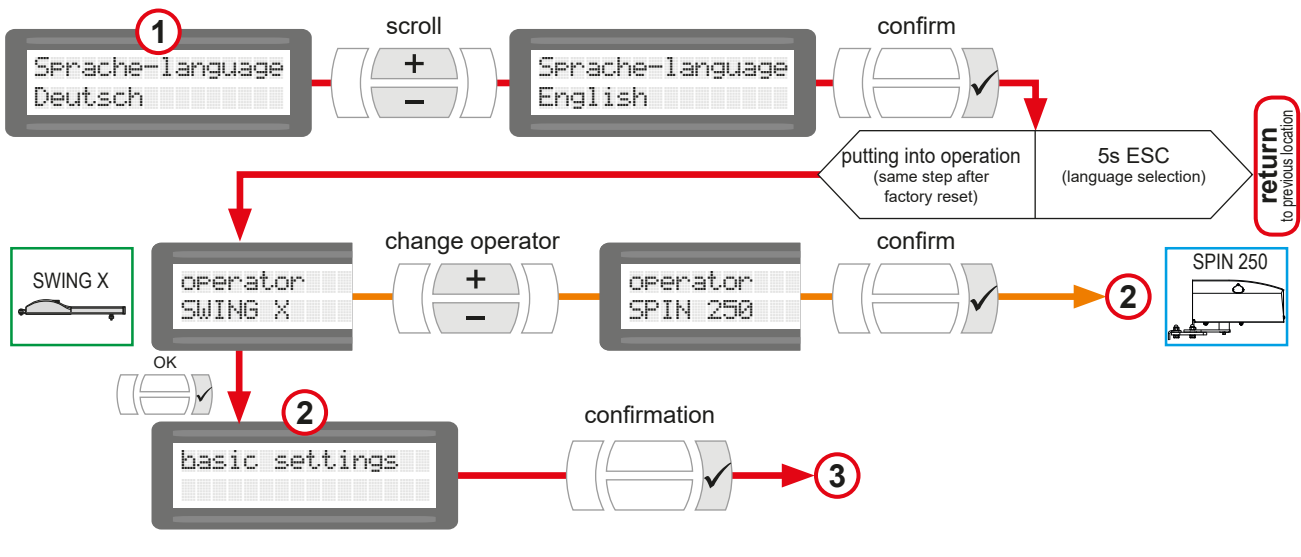 1
scroll
confirm
Sprache-language
Deutsch
+
−
Sprache-language
English
✓
putting into operation
(same step after
factory reset)
5s ESC
(language selection)
return
to previous location
SWING X
operator
SWING X
change operator
+
−
operator
SPIN 250
confirm
✓
2
SPIN 250
OK
✓
2
basic settings
confirmation
✓
3